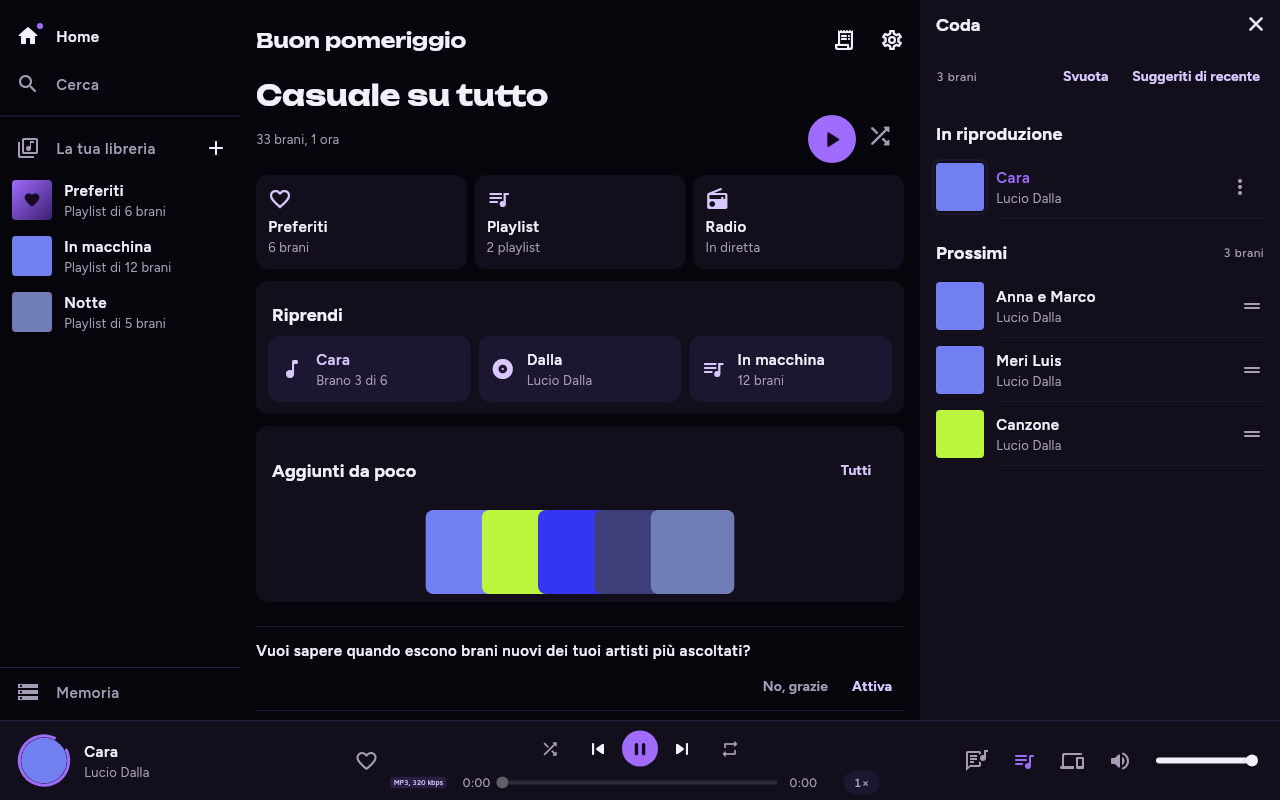 Home
Cerca
La tua libreria
Preferiti
Playlist di 6 brani
In macchina
Playlist di 12 brani
Notte
Playlist di 5 brani
Memoria
Buon pomeriggio
Casuale su tutto
33 brani, 1 ora
Preferiti
6 brani
Playlist
2 playlist
Radio
In diretta
Riprendi
Cara
Brano 3 di 6
Dalla
Lucio Dalla
In macchina
12 brani
Aggiunti da poco
Tutti
Vuoi sapere quando escono brani nuovi dei tuoi artisti più ascoltati?
No, grazie
Attiva
Coda
3 brani
Svuota
Suggeriti di recente
In riproduzione
Cara
Lucio Dalla
Prossimi
3 brani
Anna e Marco
Lucio Dalla
Meri Luis
Lucio Dalla
Canzone
Lucio Dalla
Cara
Lucio Dalla
MP3, 320 kbps
0:00
0:00
1×